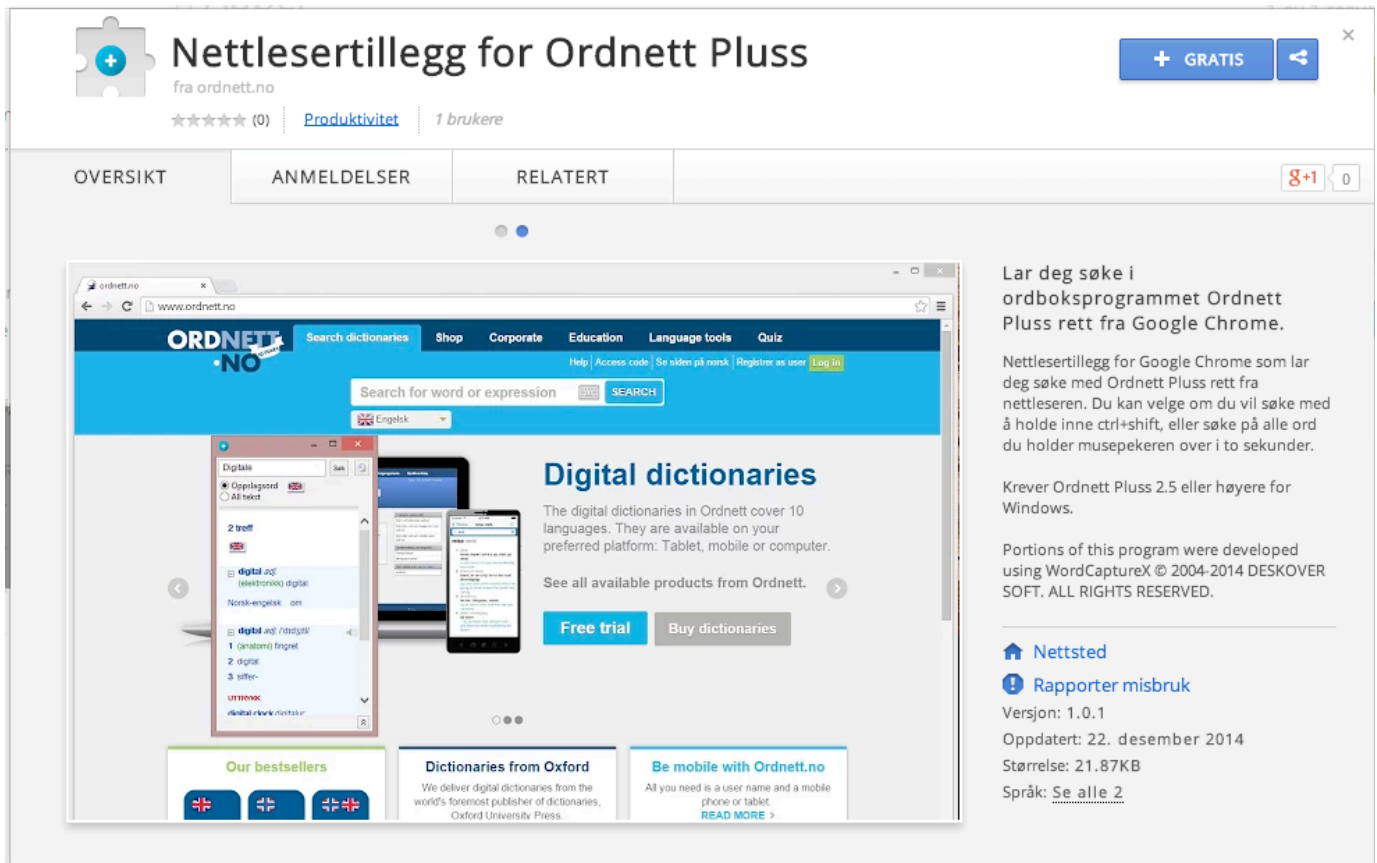 Nettlesertillegg for Ordnett Pluss
fra ordnett.no
(0) Produktivitet 1 brukere
+ GRATIS
OVERSIKT ANMELDELSER RELATERT
g+1 0
ordnett.no
www.ordnett.no
ORDNETT.NO
Search dictionaries Shop Corporate Education Language tools Quiz
Help Access code Se siden på norsk Registrer as user Log in
Search for word or expression SEARCH
Engelsk
Digitale Søk
Oppslagsord
All tekst
2 treff
digital adj.
(elektronikk) digital
Norsk-engelsk om
digital adj.
1 (anatomi) fingret
2 digital
3 siffer-
UTTRYKK
digital clock digitalur
Digital dictionaries
The digital dictionaries in Ordnett cover 10
languages. They are available on your
preferred platform: Tablet, mobile or computer.
See all available products from Ordnett.
Free trial Buy dictionaries
Our bestsellers
Dictionaries from Oxford
We deliver digital dictionaries from the
world's foremost publisher of dictionaries,
Oxford University Press.
Be mobile with Ordnett.no
All you need is a user name and a mobile
phone or tablet.
READ MORE >
Lar deg søke i
ordboksprogrammet Ordnett
Pluss rett fra Google Chrome.
Nettlesertillegg for Google Chrome som lar
deg søke med Ordnett Pluss rett fra
nettleseren. Du kan velge om du vil søke med
å holde inne ctrl+shift, eller søke på alle ord
du holder musepekeren over i to sekunder.
Krever Ordnett Pluss 2.5 eller høyere for
Windows.
Portions of this program were developed
using WordCaptureX © 2004-2014 DESKOVER
SOFT. ALL RIGHTS RESERVED.
Nettsted
Rapporter misbruk
Versjon: 1.0.1
Oppdatert: 22. desember 2014
Størrelse: 21.87KB
Språk: Se alle 2